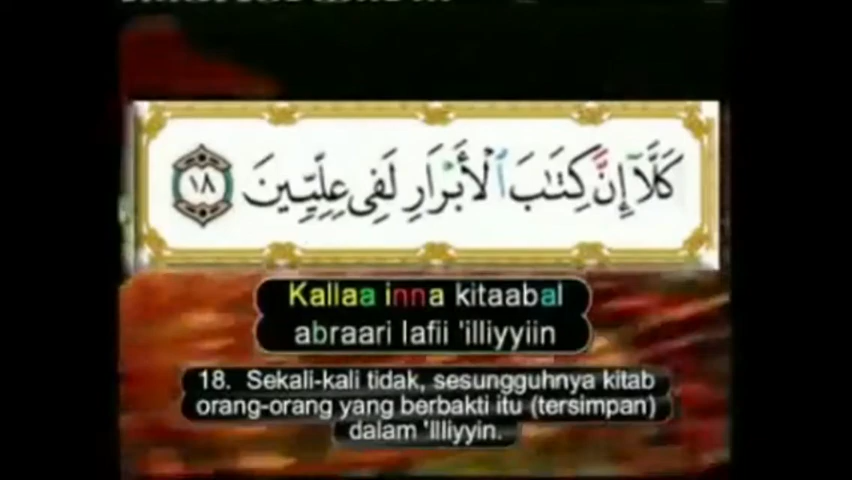 كَلَّآ إِنَّ كِتَٰبَ ٱلْأَبْرَارِ لَفِى عِلِّيِّينَ ١٨
Kallaa inna kitaabal
abraari lafii 'illiyyiin
18. Sekali-kali tidak, sesungguhnya kitab
orang-orang yang berbakti itu (tersimpan)
dalam 'Illiyyin.